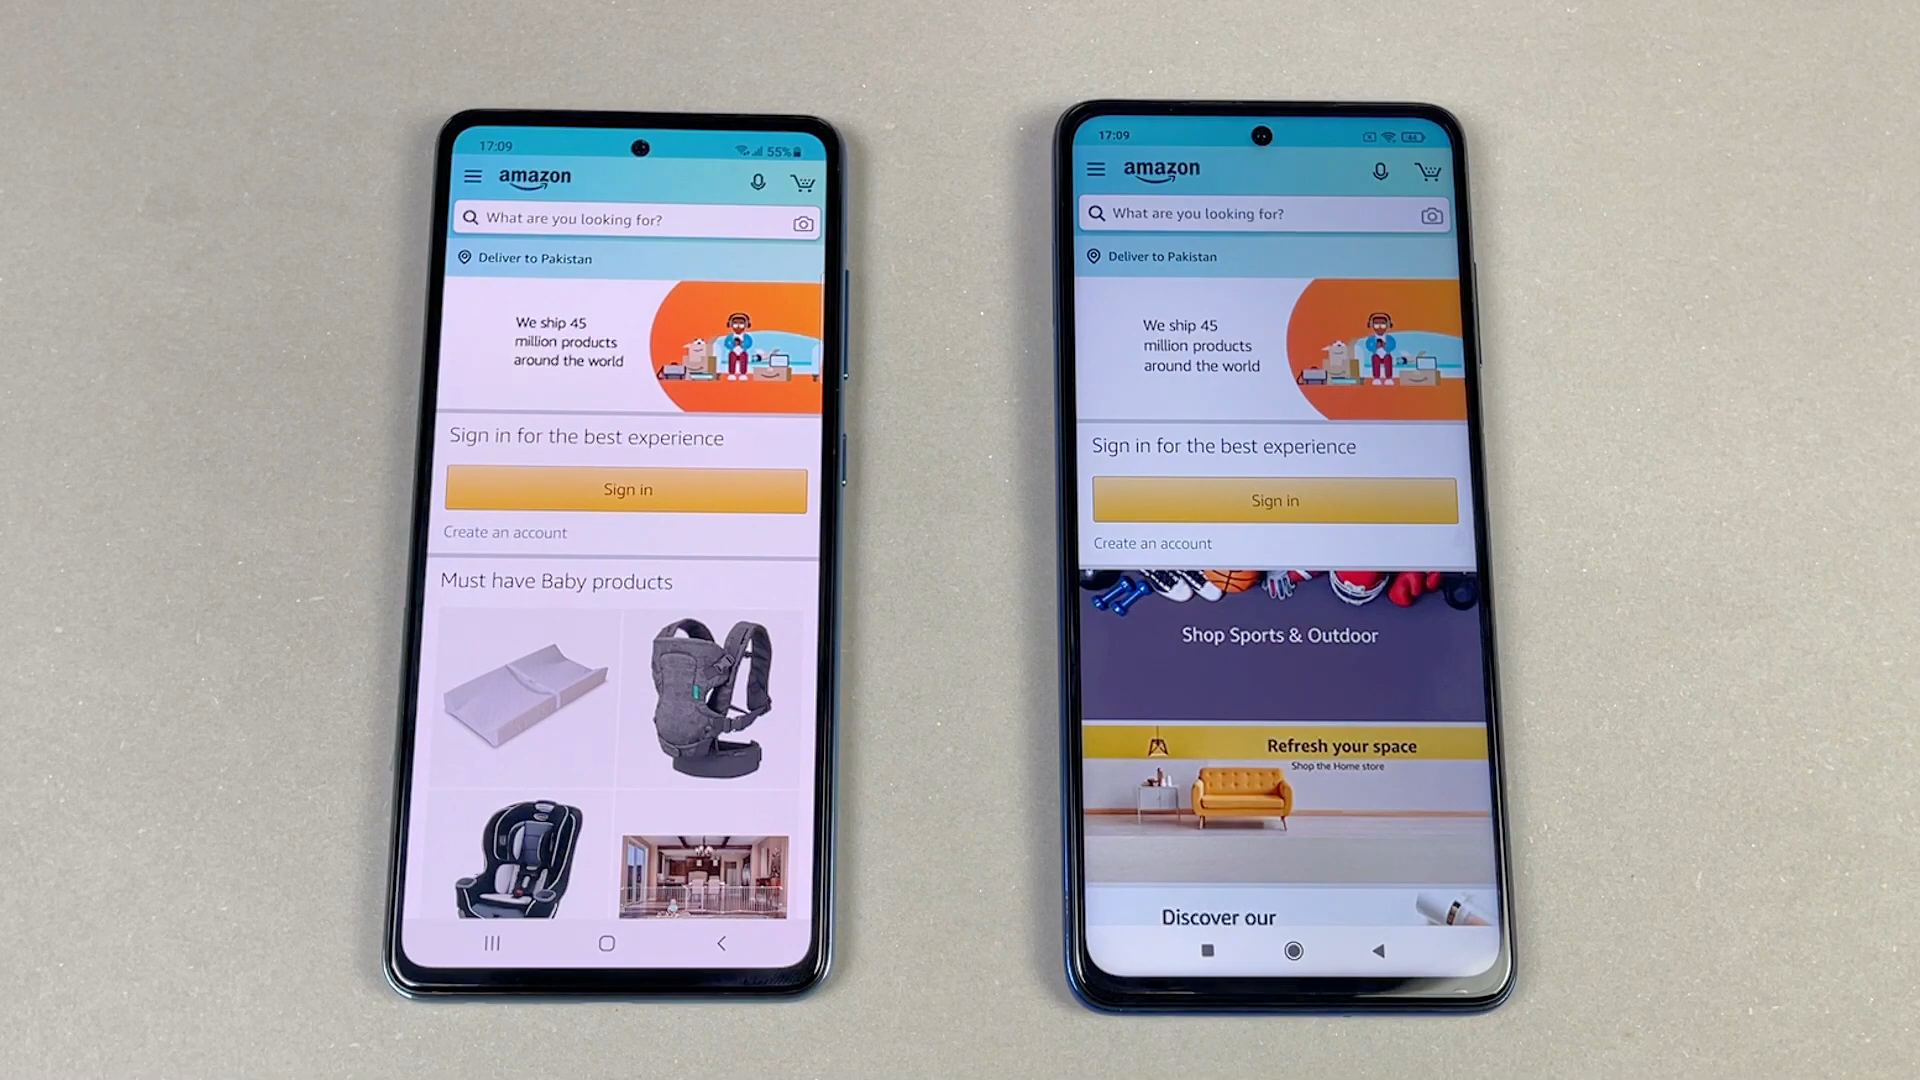 17:09
55%
amazon
What are you looking for?
Deliver to Pakistan
We ship 45
million products
around the world
Sign in for the best experience
Sign in
Create an account
Must have Baby products
17:09
44
amazon
What are you looking for?
Deliver to Pakistan
We ship 45
million products
around the world
Sign in for the best experience
Sign in
Create an account
Shop Sports & Outdoor
Refresh your space
Shop the Home store
Discover our